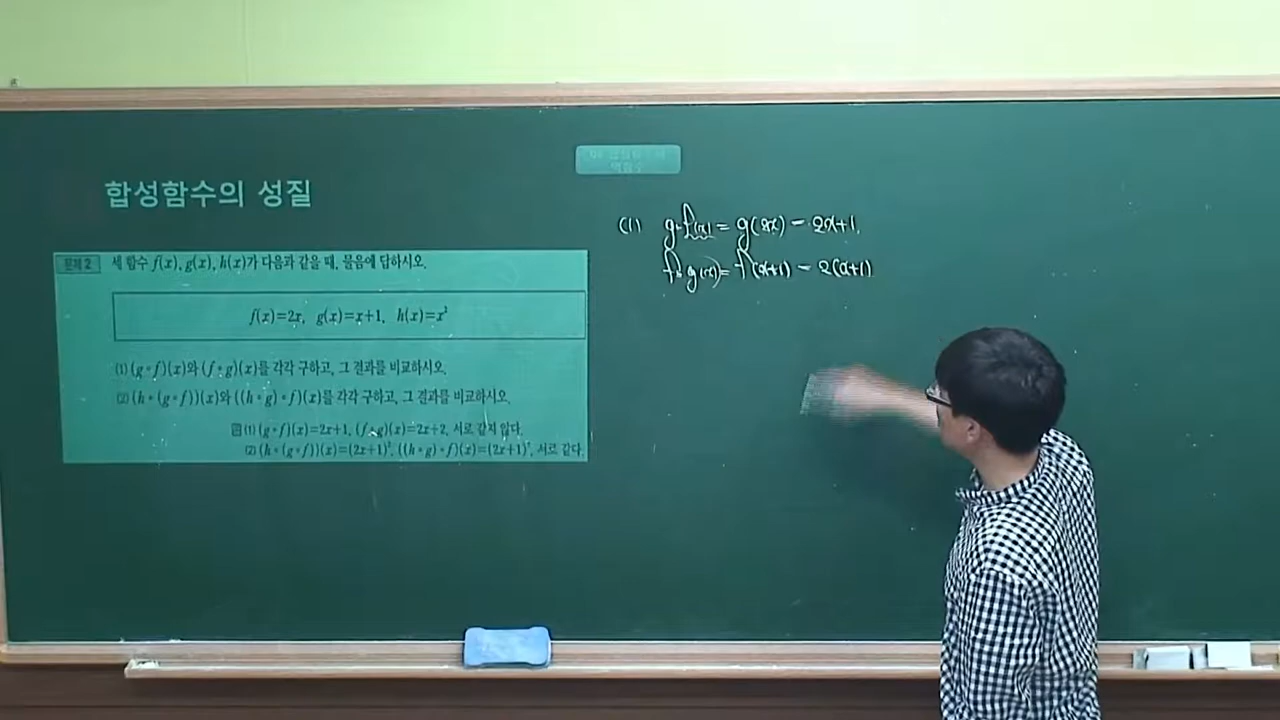 역함수
합성함수의 성질
문제 2 세 함수 f(x), g(x), h(x)가 다음과 같을 때, 물음에 답하시오.
f(x)=2x, g(x)=x+1, h(x)=x²
(1) (g∘f)(x)와 (f∘g)(x)를 각각 구하고, 그 결과를 비교하시오.
(2) (h∘(g∘f))(x)와 ((h∘g)∘f)(x)를 각각 구하고, 그 결과를 비교하시오.
답 (1) (g∘f)(x)=2x+1, (f∘g)(x)=2x+2, 서로 같지 않다.
(2) (h∘(g∘f))(x)=(2x+1)², ((h∘g)∘f)(x)=(2x+1)², 서로 같다.
(1) g∘f(x) = g(2x) = 2x+1.
f∘g(x) = f(x+1) = 2(x+1)